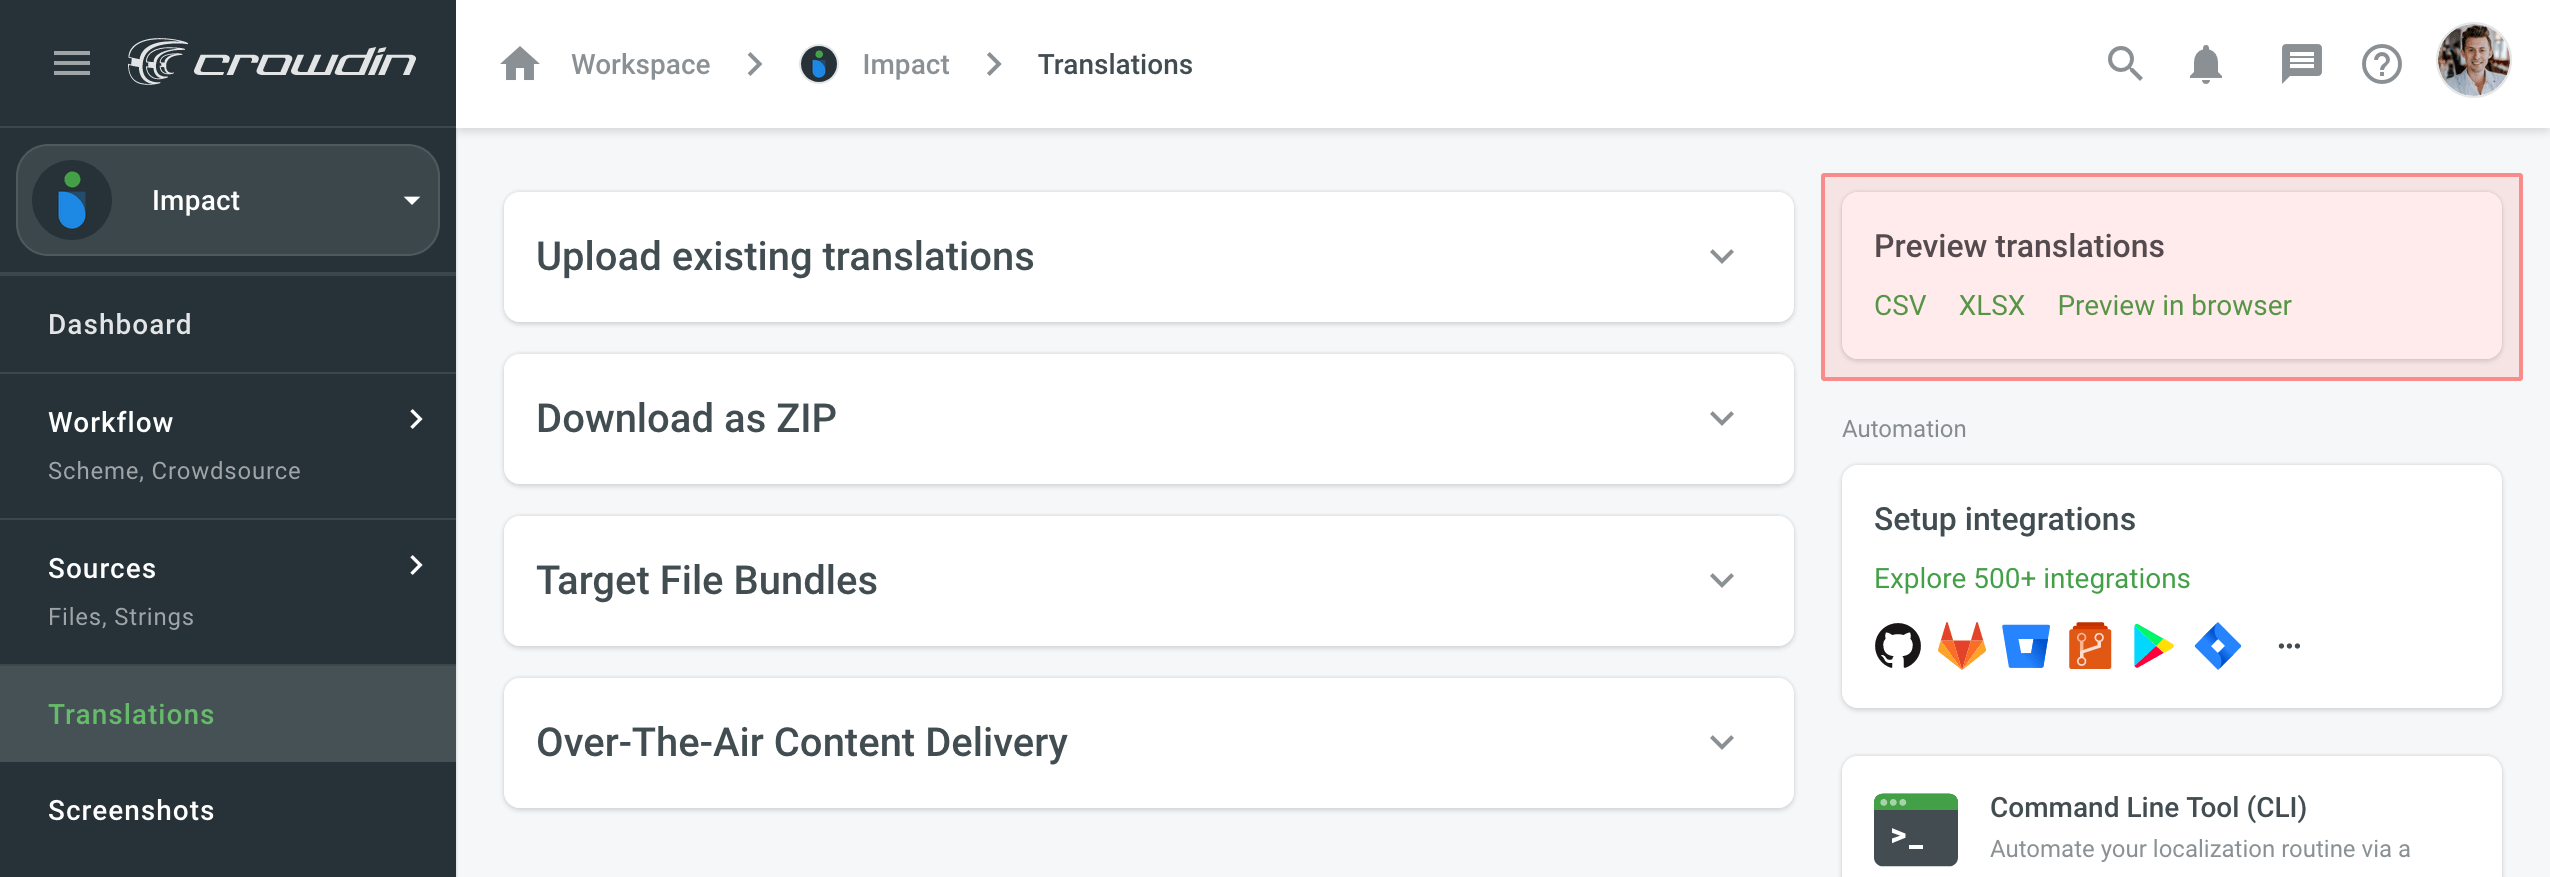 crowdin
Workspace
Impact
Translations
Impact
Dashboard
Workflow
Scheme, Crowdsource
Sources
Files, Strings
Translations
Screenshots
Upload existing translations
Download as ZIP
Target File Bundles
Over-The-Air Content Delivery
Preview translations
CSV XLSX Preview in browser
Automation
Setup integrations
Explore 500+ integrations
Command Line Tool (CLI)
Automate your localization routine via a